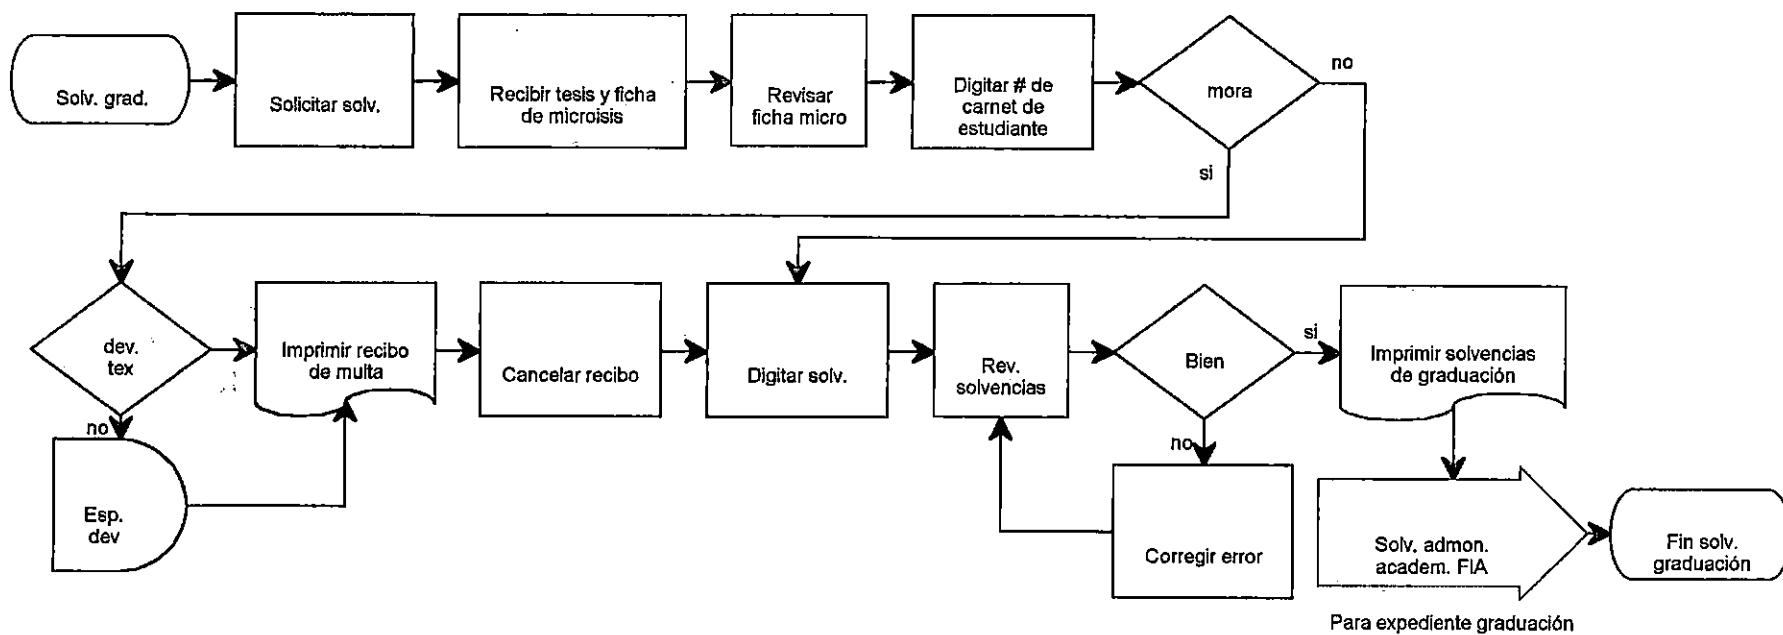 Solv. grad.
Solicitar solv.
Recibir tesis y ficha
de microisis
Revisar
ficha micro
Digitar # de
carnet de
estudiante
mora
no
si
dev.
tex
Imprimir recibo
de multa
Cancelar recibo
Digitar solv.
Rev.
solvencias
Bien
si
Imprimir solvencias
de graduación
no
no
Esp.
dev
Corregir error
Solv. admon.
academ. FIA
Fin solv.
graduación
Para expediente graduación